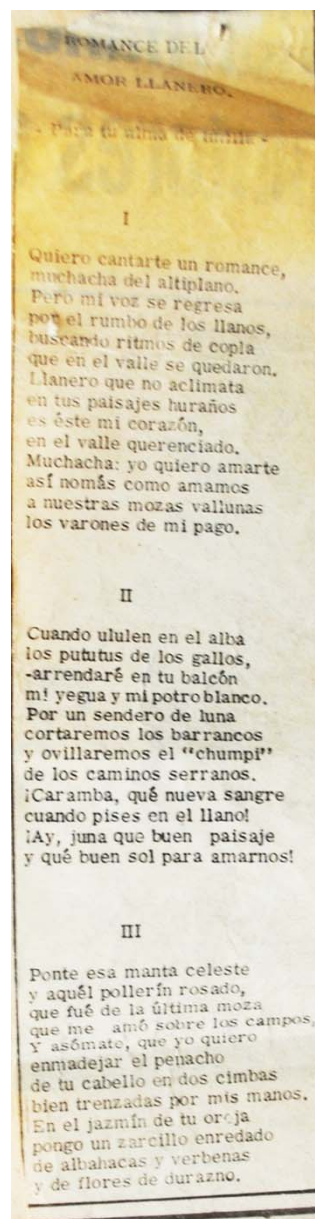 ROMANCE DEL
AMOR LLANERO.
- Para tu alma de
I
Quiero cantarte un romance,
muchacha del altiplano.
Pero mi voz se regresa
por el rumbo de los llanos,
buscando ritmos de copla
que en el valle se quedaron.
Llanero que no aclimata
en tus paisajes huraños
es éste mi corazón,
en el valle querenciado.
Muchacha: yo quiero amarte
así nomás como amamos
a nuestras mozas vallunas
los varones de mi pago.
II
Cuando ululen en el alba
los pututus de los gallos,
-arrendaré en tu balcón
mi yegua y mi potro blanco.
Por un sendero de luna
cortaremos los barrancos
y ovillaremos el "chumpi"
de los caminos serranos.
¡Caramba, qué nueva sangre
cuando pises en el llano!
¡Ay, juna que buen paisaje
y qué buen sol para amarnos!
III
Ponte esa manta celeste
y aquél pollerín rosado,
que fué de la última moza
que me amó sobre los campos,
Y asómate, que yo quiero
enmadejar el penacho
de tu cabello en dos cimbas
bien trenzadas por mis manos.
En el jazmín de tu oreja
pongo un zarcillo enredado
de albahacas y verbenas
y de flores de durazno.